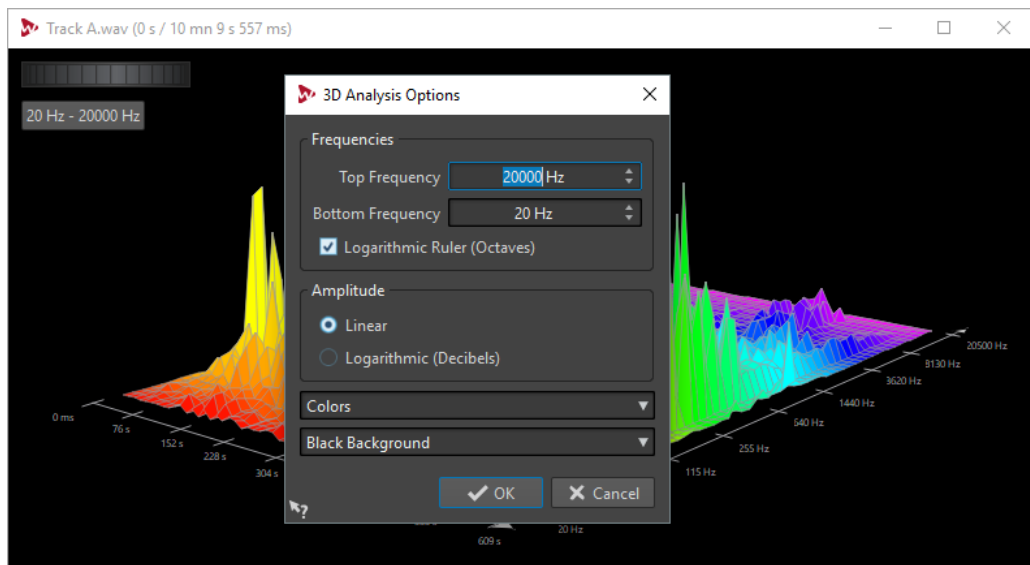 Track A.wav (0 s / 10 mn 9 s 557 ms)
20 Hz - 20000 Hz
3D Analysis Options
Frequencies
Top Frequency 20000 Hz
Bottom Frequency 20 Hz
Logarithmic Ruler (Octaves)
Amplitude
Linear
Logarithmic (Decibels)
Colors
Black Background
OK Cancel
0 ms
76 s
152 s
228 s
304 s
609 s
20 Hz
115 Hz
255 Hz
640 Hz
1440 Hz
3620 Hz
8130 Hz
20500 Hz